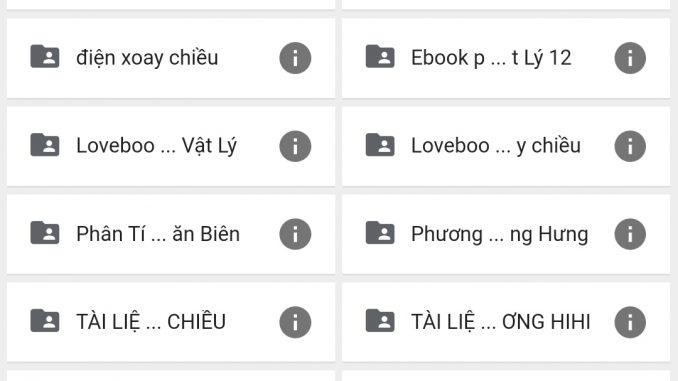 điện xoay chiều
Ebook p ... t Lý 12
Loveboo ... Vật Lý
Loveboo ... y chiều
Phân Tí ... ăn Biên
Phương ... ng Hưng
TÀI LIỆ ... CHIỀU
TÀI LIỆ ... ƠNG HIHI